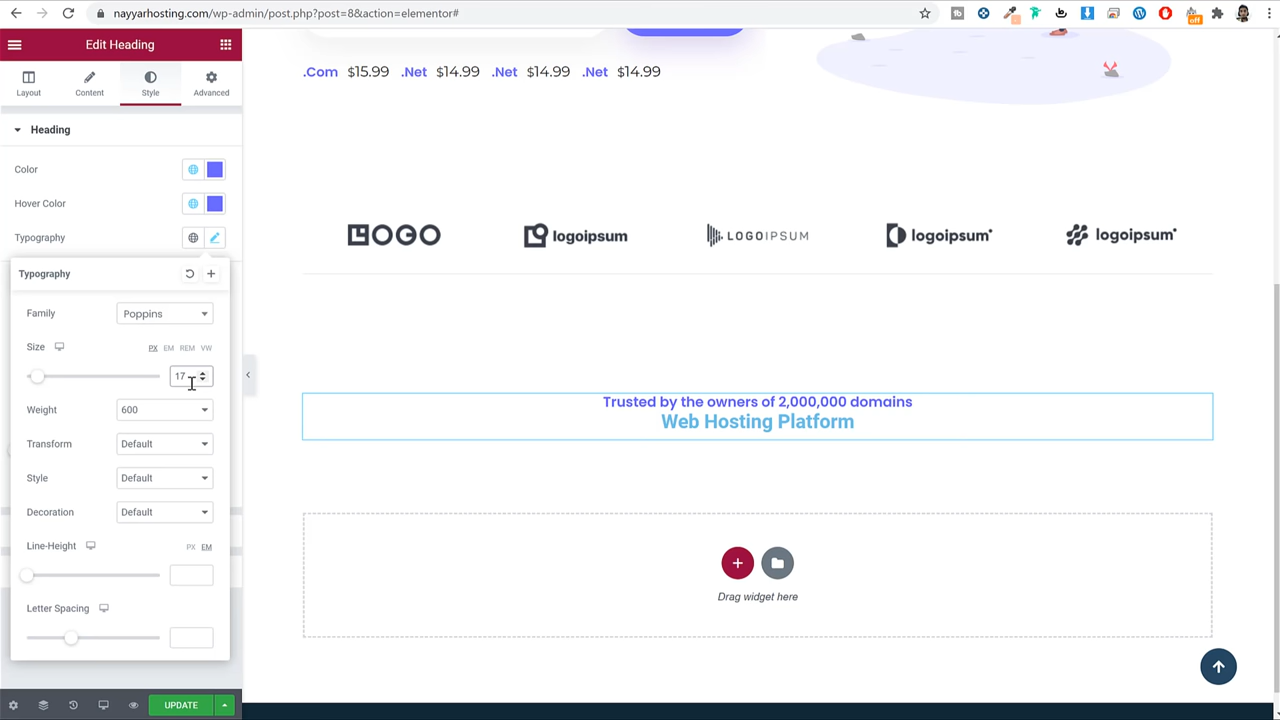 nayyarhosting.com/wp-admin/post.php?post=8&action=elementor#
off
Edit Heading
Layout
Content
Style
Advanced
Heading
Color
Hover Color
Typography
Typography
Family
Poppins
Size
PX EM REM VW
17
Weight
600
Transform
Default
Style
Default
Decoration
Default
Line-Height
PX EM
Letter Spacing
UPDATE
.Com $15.99 .Net $14.99 .Net $14.99 .Net $14.99
LOGO
logoipsum
LOGOIPSUM
logoipsum
logoipsum
Trusted by the owners of 2,000,000 domains
Web Hosting Platform
Drag widget here